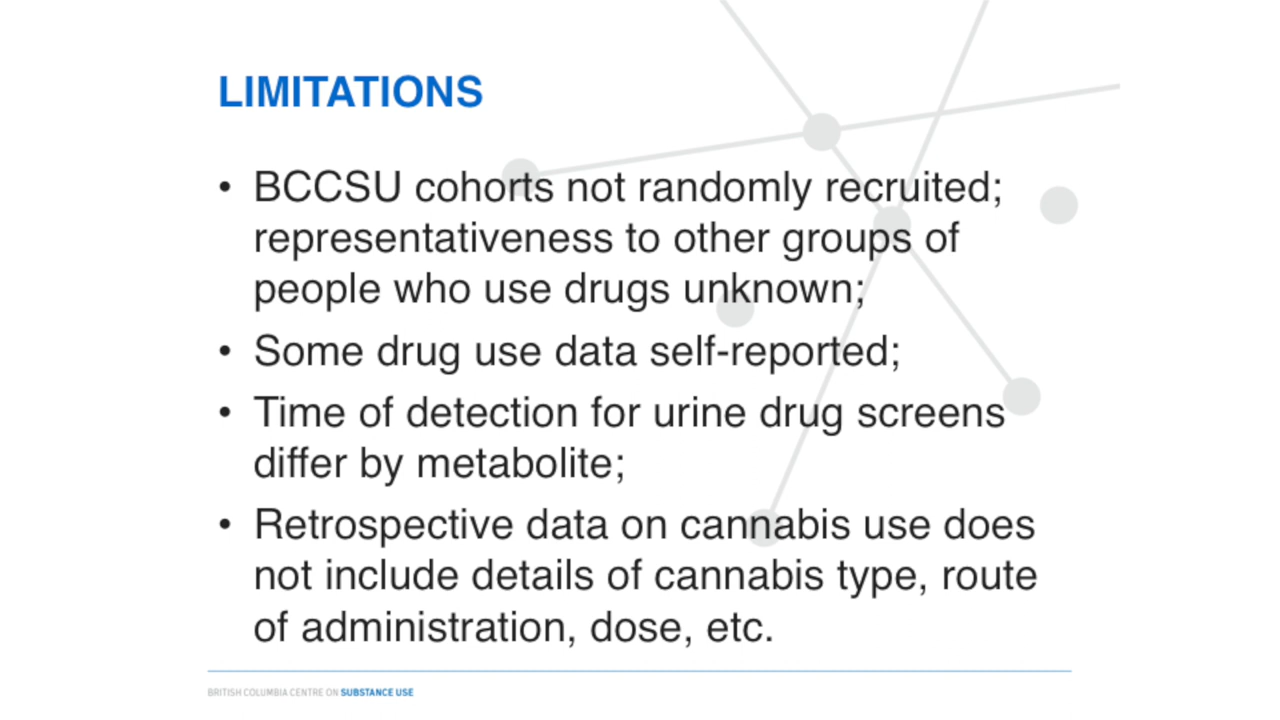 LIMITATIONS
• BCCSU cohorts not randomly recruited;
representativeness to other groups of
people who use drugs unknown;
• Some drug use data self-reported;
• Time of detection for urine drug screens
differ by metabolite;
• Retrospective data on cannabis use does
not include details of cannabis type, route
of administration, dose, etc.
BRITISH COLUMBIA CENTRE ON SUBSTANCE USE